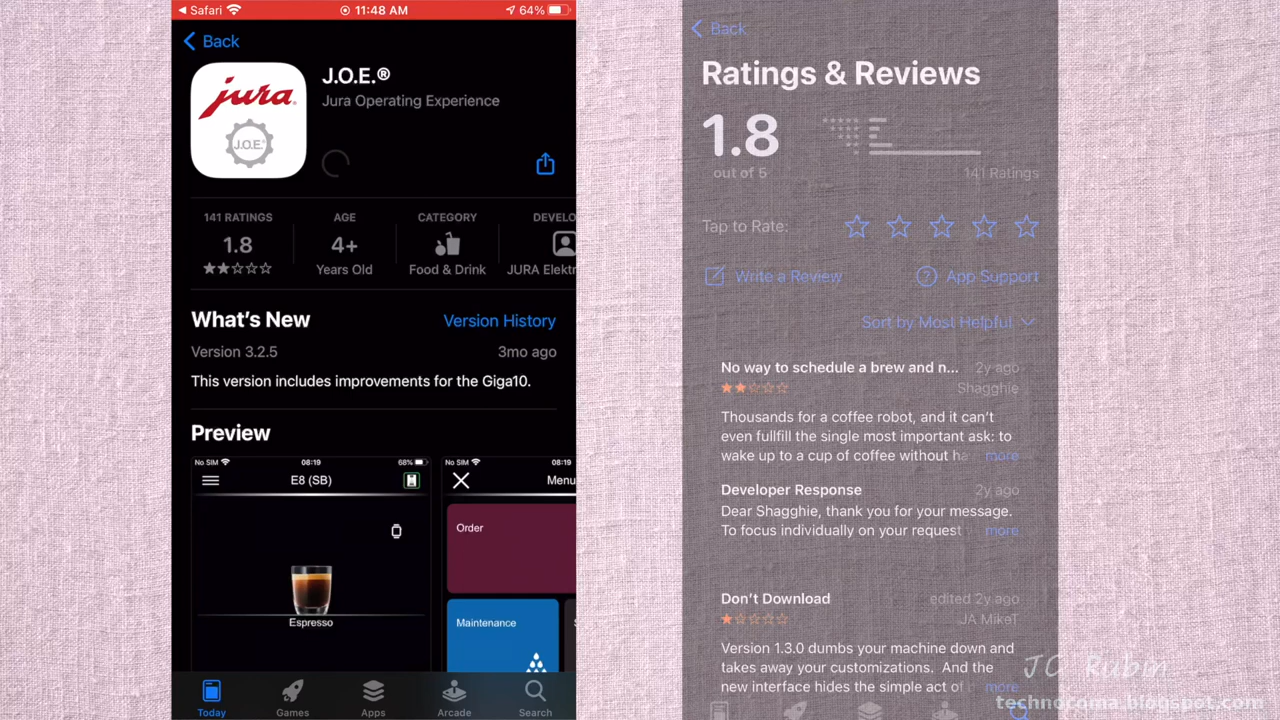 Safari
11:48 AM
64%
Back
jura
J.O.E.®
J.O.E.®
Jura Operating Experience
141 RATINGS
AGE
CATEGORY
DEVELO
1.8
4+
Years Old
Food & Drink
JURA Elektr
What's New
Version History
Version 3.2.5
3mo ago
This version includes improvements for the Giga10.
Preview
No SIM
08:19
68%
E8 (SB)
Espresso
No SIM
08:19
Menu
Order
Maintenance
Today
Games
Apps
Arcade
Search
Back
Ratings & Reviews
1.8
out of 5
141 Ratings
Tap to Rate:
Write a Review
App Support
Sort by Most Helpful
No way to schedule a brew and n...
2y ago
Shagghie
Thousands for a coffee robot, and it can't
even fullfill the single most important ask: to
wake up to a cup of coffee without ha
more
Developer Response
2y ago
Dear Shagghie, thank you for your message.
To focus individually on your request
more
Don't Download
edited 2y ago
JA MikeT
Version 1.3.0 dumbs your machine down and
takes away your customizations. And the
new interface hides the simple act of
more